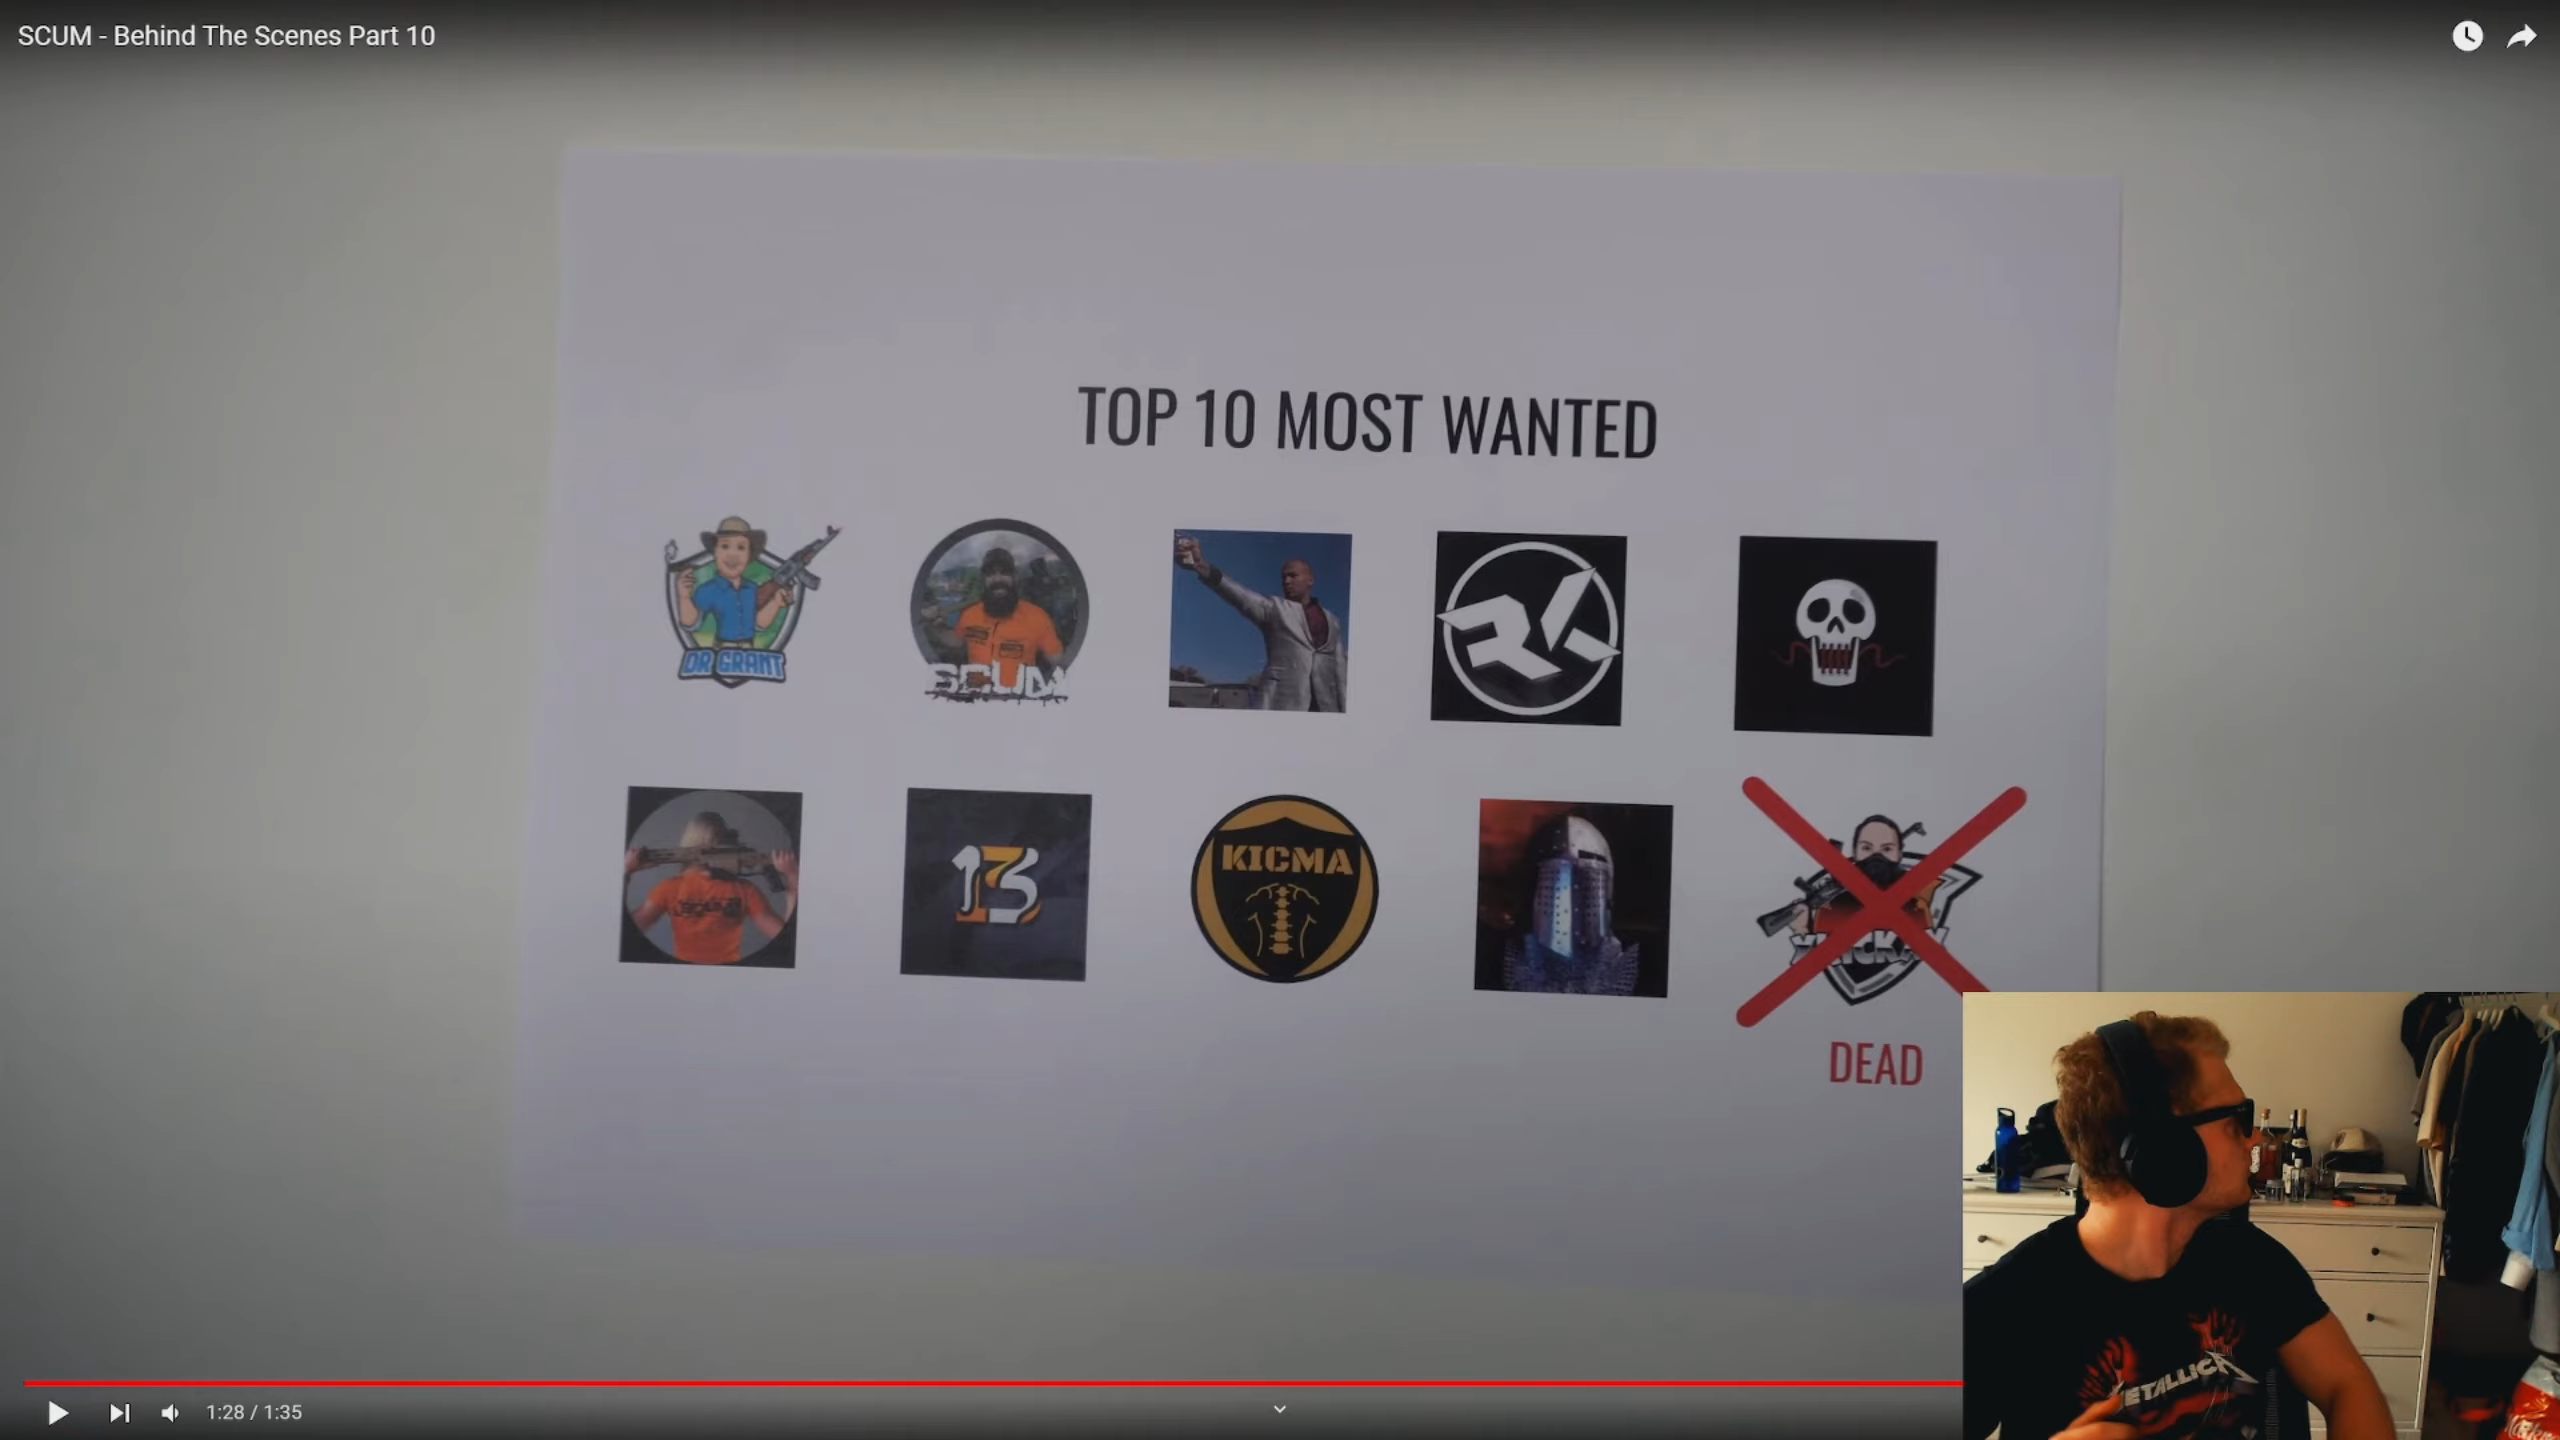 SCUM - Behind The Scenes Part 10
TOP 10 MOST WANTED
DR GRANT
SCUM
13
KICMA
DEAD
METALLICA
1:28 / 1:35